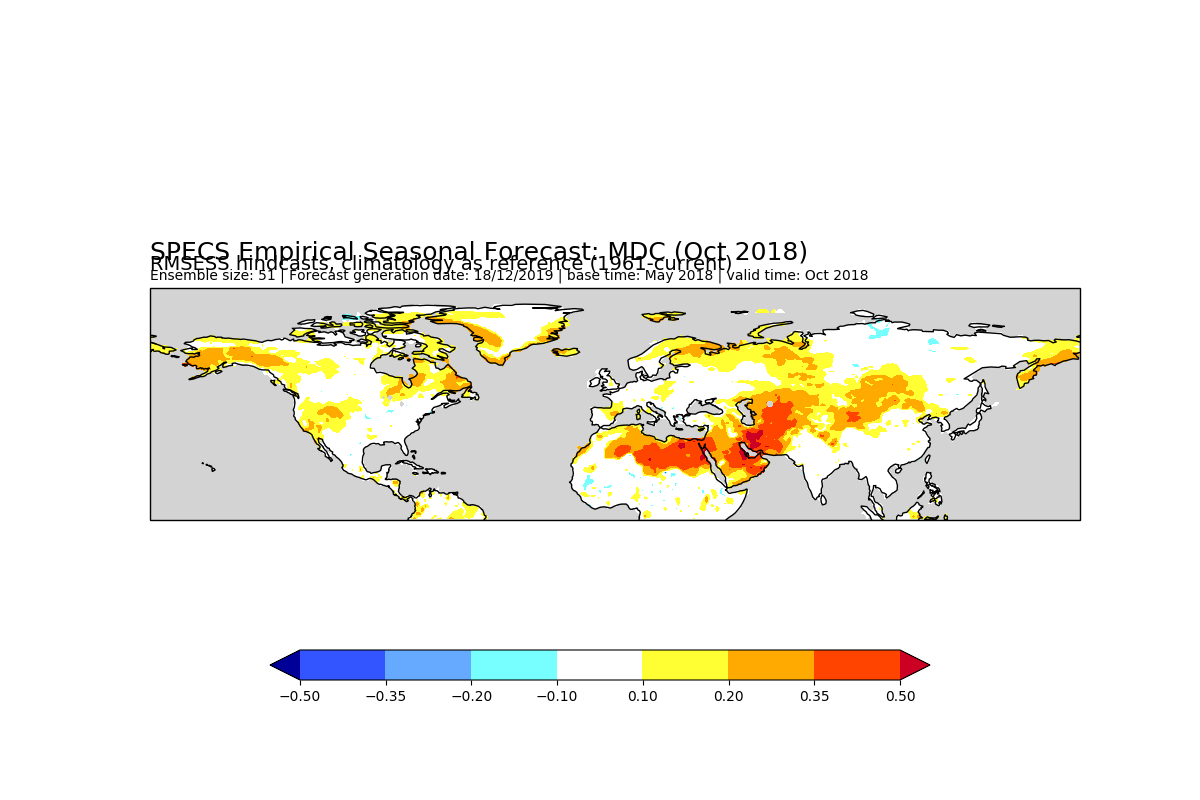 SPECS Empirical Seasonal Forecast: MDC (Oct 2018)
RMSESS hindcasts, climatology as reference (1961-current)
Ensemble size: 51 | Forecast generation date: 18/12/2019 | base time: May 2018 | valid time: Oct 2018
−0.50 −0.35 −0.20 −0.10 0.10 0.20 0.35 0.50